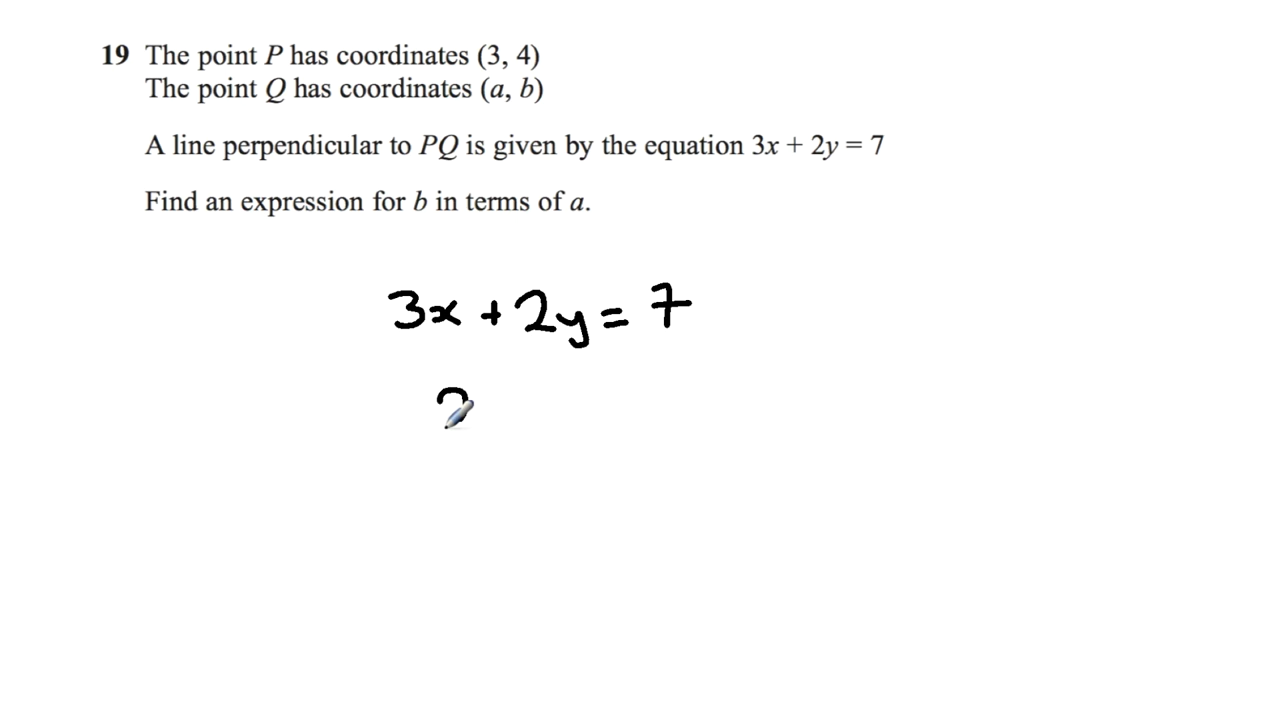 19 The point P has coordinates (3, 4)
The point Q has coordinates (a, b)
A line perpendicular to PQ is given by the equation 3x + 2y = 7
Find an expression for b in terms of a.
3x + 2y = 7
2